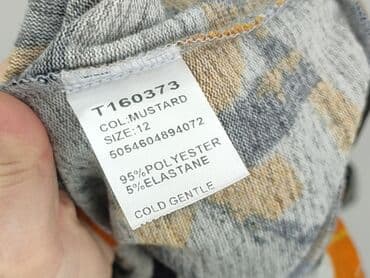 T160373
COL:MUSTARD
SIZE:12
5054604894072
95%POLYESTER
5%ELASTANE
COLD GENTLE